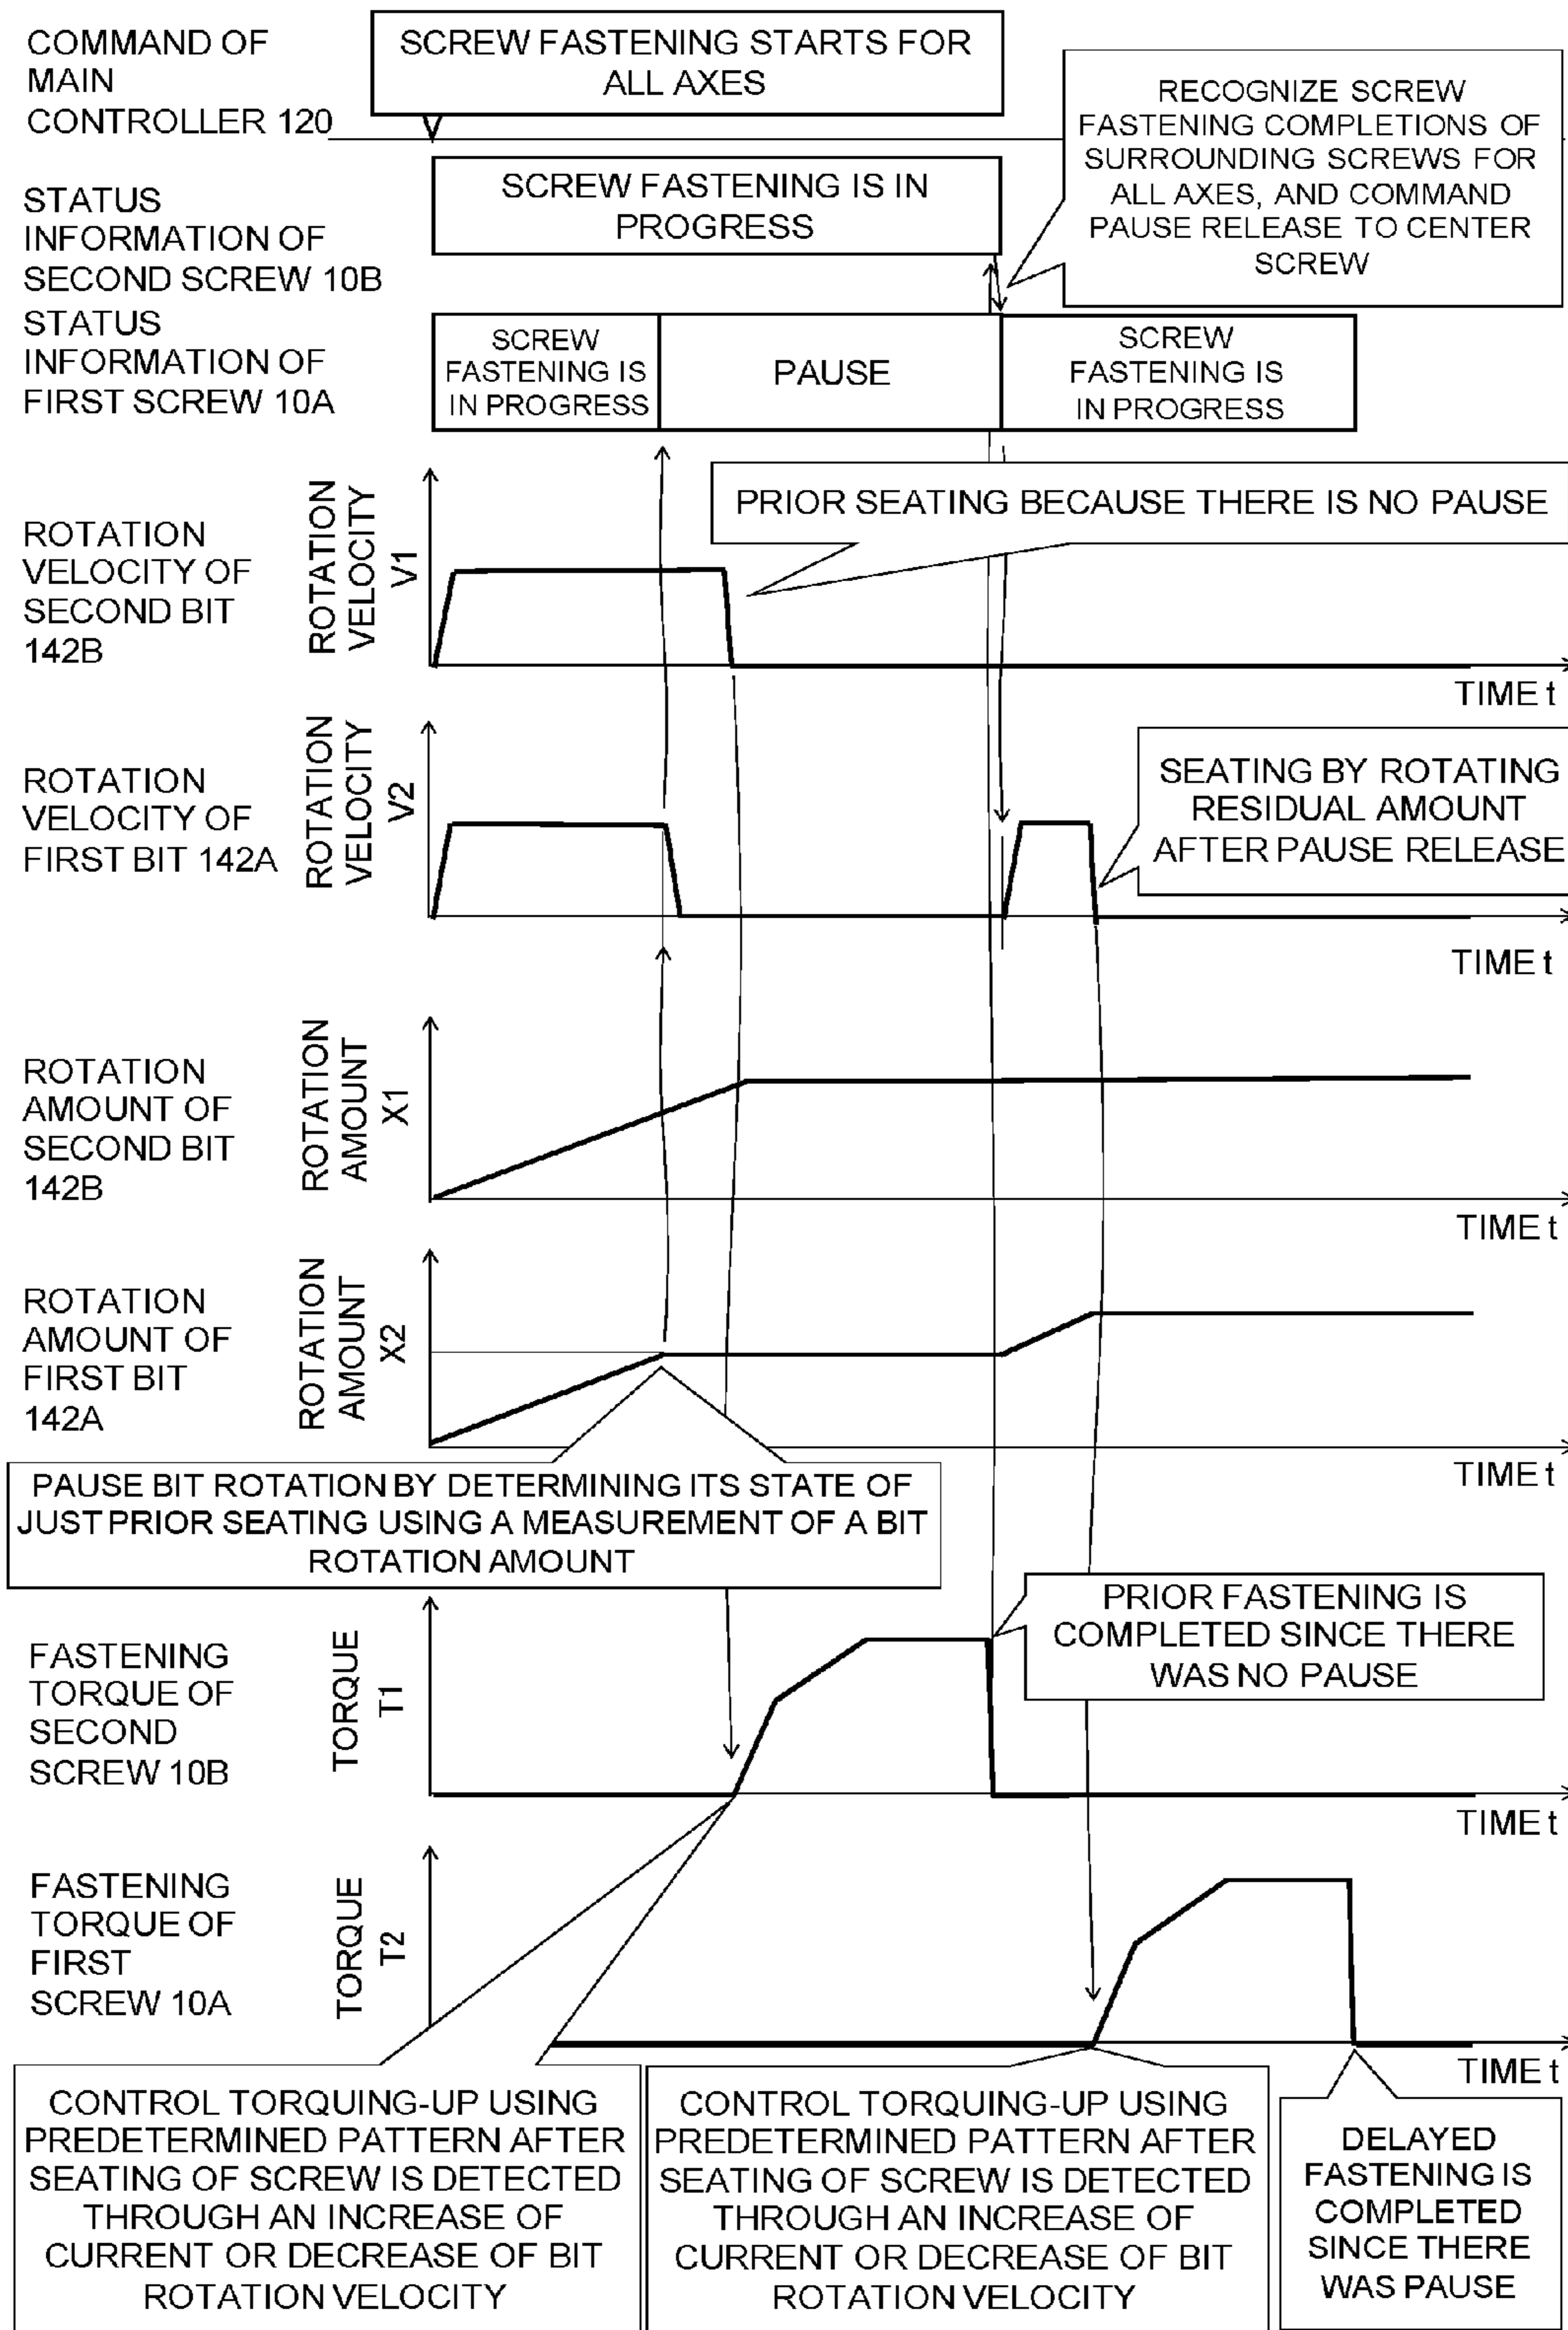 COMMAND OF
MAIN
CONTROLLER 120
SCREW FASTENING STARTS FOR
ALL AXES
RECOGNIZE SCREW
FASTENING COMPLETIONS OF
SURROUNDING SCREWS FOR
ALL AXES, AND COMMAND
PAUSE RELEASE TO CENTER
SCREW
STATUS
INFORMATION OF
SECOND SCREW 10B
SCREW FASTENING IS IN
PROGRESS
STATUS
INFORMATION OF
FIRST SCREW 10A
SCREW
FASTENING IS
IN PROGRESS
PAUSE
SCREW
FASTENING IS
IN PROGRESS
ROTATION
VELOCITY OF
SECOND BIT
142B
ROTATION
VELOCITY
V1
PRIOR SEATING BECAUSE THERE IS NO PAUSE
TIME t
ROTATION
VELOCITY OF
FIRST BIT 142A
ROTATION
VELOCITY
V2
SEATING BY ROTATING
RESIDUAL AMOUNT
AFTER PAUSE RELEASE
TIME t
ROTATION
AMOUNT OF
SECOND BIT
142B
ROTATION
AMOUNT
X1
TIME t
ROTATION
AMOUNT OF
FIRST BIT
142A
ROTATION
AMOUNT
X2
TIME t
PAUSE BIT ROTATION BY DETERMINING ITS STATE OF
JUST PRIOR SEATING USING A MEASUREMENT OF A BIT
ROTATION AMOUNT
FASTENING
TORQUE OF
SECOND
SCREW 10B
TORQUE
T1
PRIOR FASTENING IS
COMPLETED SINCE THERE
WAS NO PAUSE
TIME t
FASTENING
TORQUE OF
FIRST
SCREW 10A
TORQUE
T2
TIME t
CONTROL TORQUING-UP USING
PREDETERMINED PATTERN AFTER
SEATING OF SCREW IS DETECTED
THROUGH AN INCREASE OF
CURRENT OR DECREASE OF BIT
ROTATION VELOCITY
CONTROL TORQUING-UP USING
PREDETERMINED PATTERN AFTER
SEATING OF SCREW IS DETECTED
THROUGH AN INCREASE OF
CURRENT OR DECREASE OF BIT
ROTATION VELOCITY
DELAYED
FASTENING IS
COMPLETED
SINCE THERE
WAS PAUSE